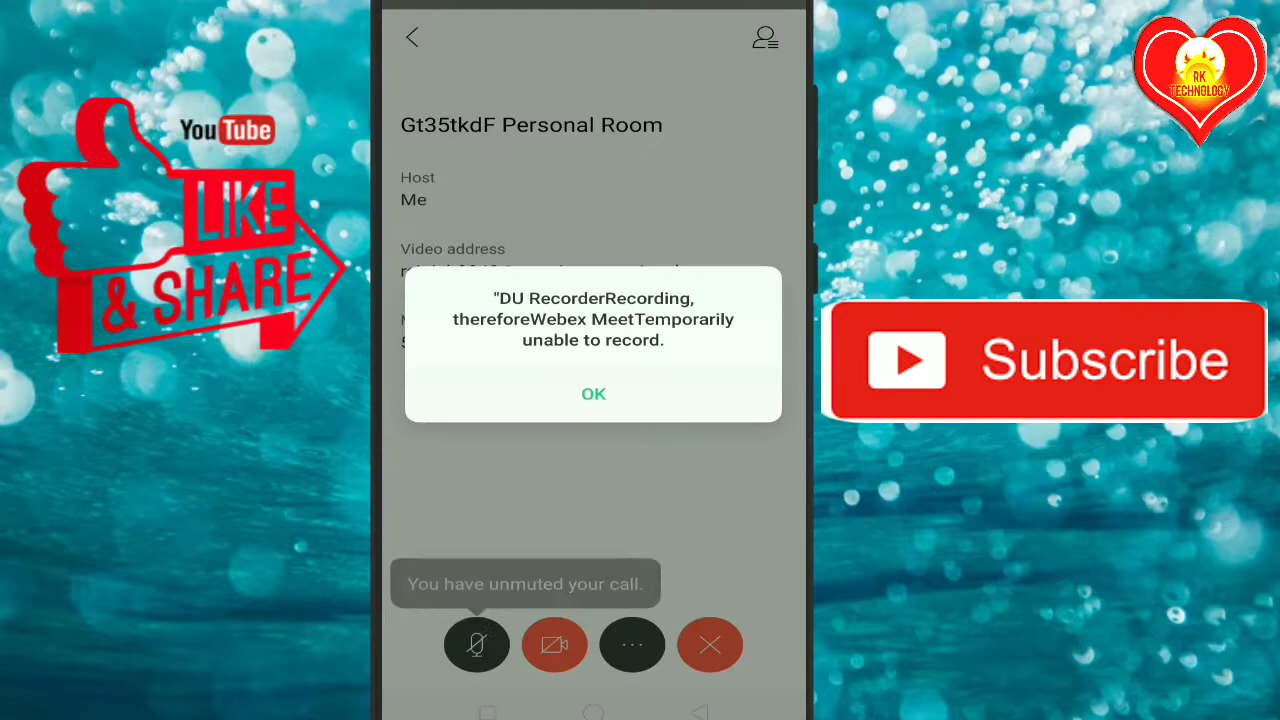 YouTube
LIKE
& SHARE
Gt35tkdF Personal Room
Host
Me
Video address
"DU RecorderRecording,
thereforeWebex MeetTemporarily
unable to record.
OK
You have unmuted your call.
RK
TECHNOLOGY
Subscribe